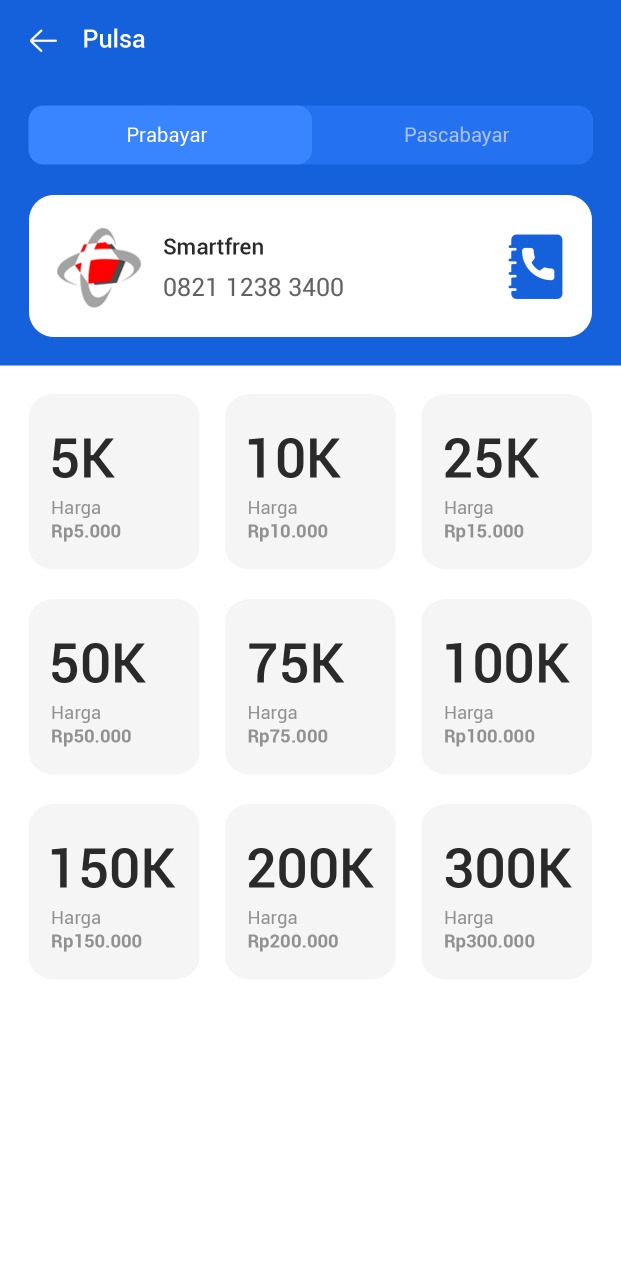 Pulsa
Prabayar
Pascabayar
Smartfren
0821 1238 3400
5K
Harga
Rp5.000
10K
Harga
Rp10.000
25K
Harga
Rp15.000
50K
Harga
Rp50.000
75K
Harga
Rp75.000
100K
Harga
Rp100.000
150K
Harga
Rp150.000
200K
Harga
Rp200.000
300K
Harga
Rp300.000